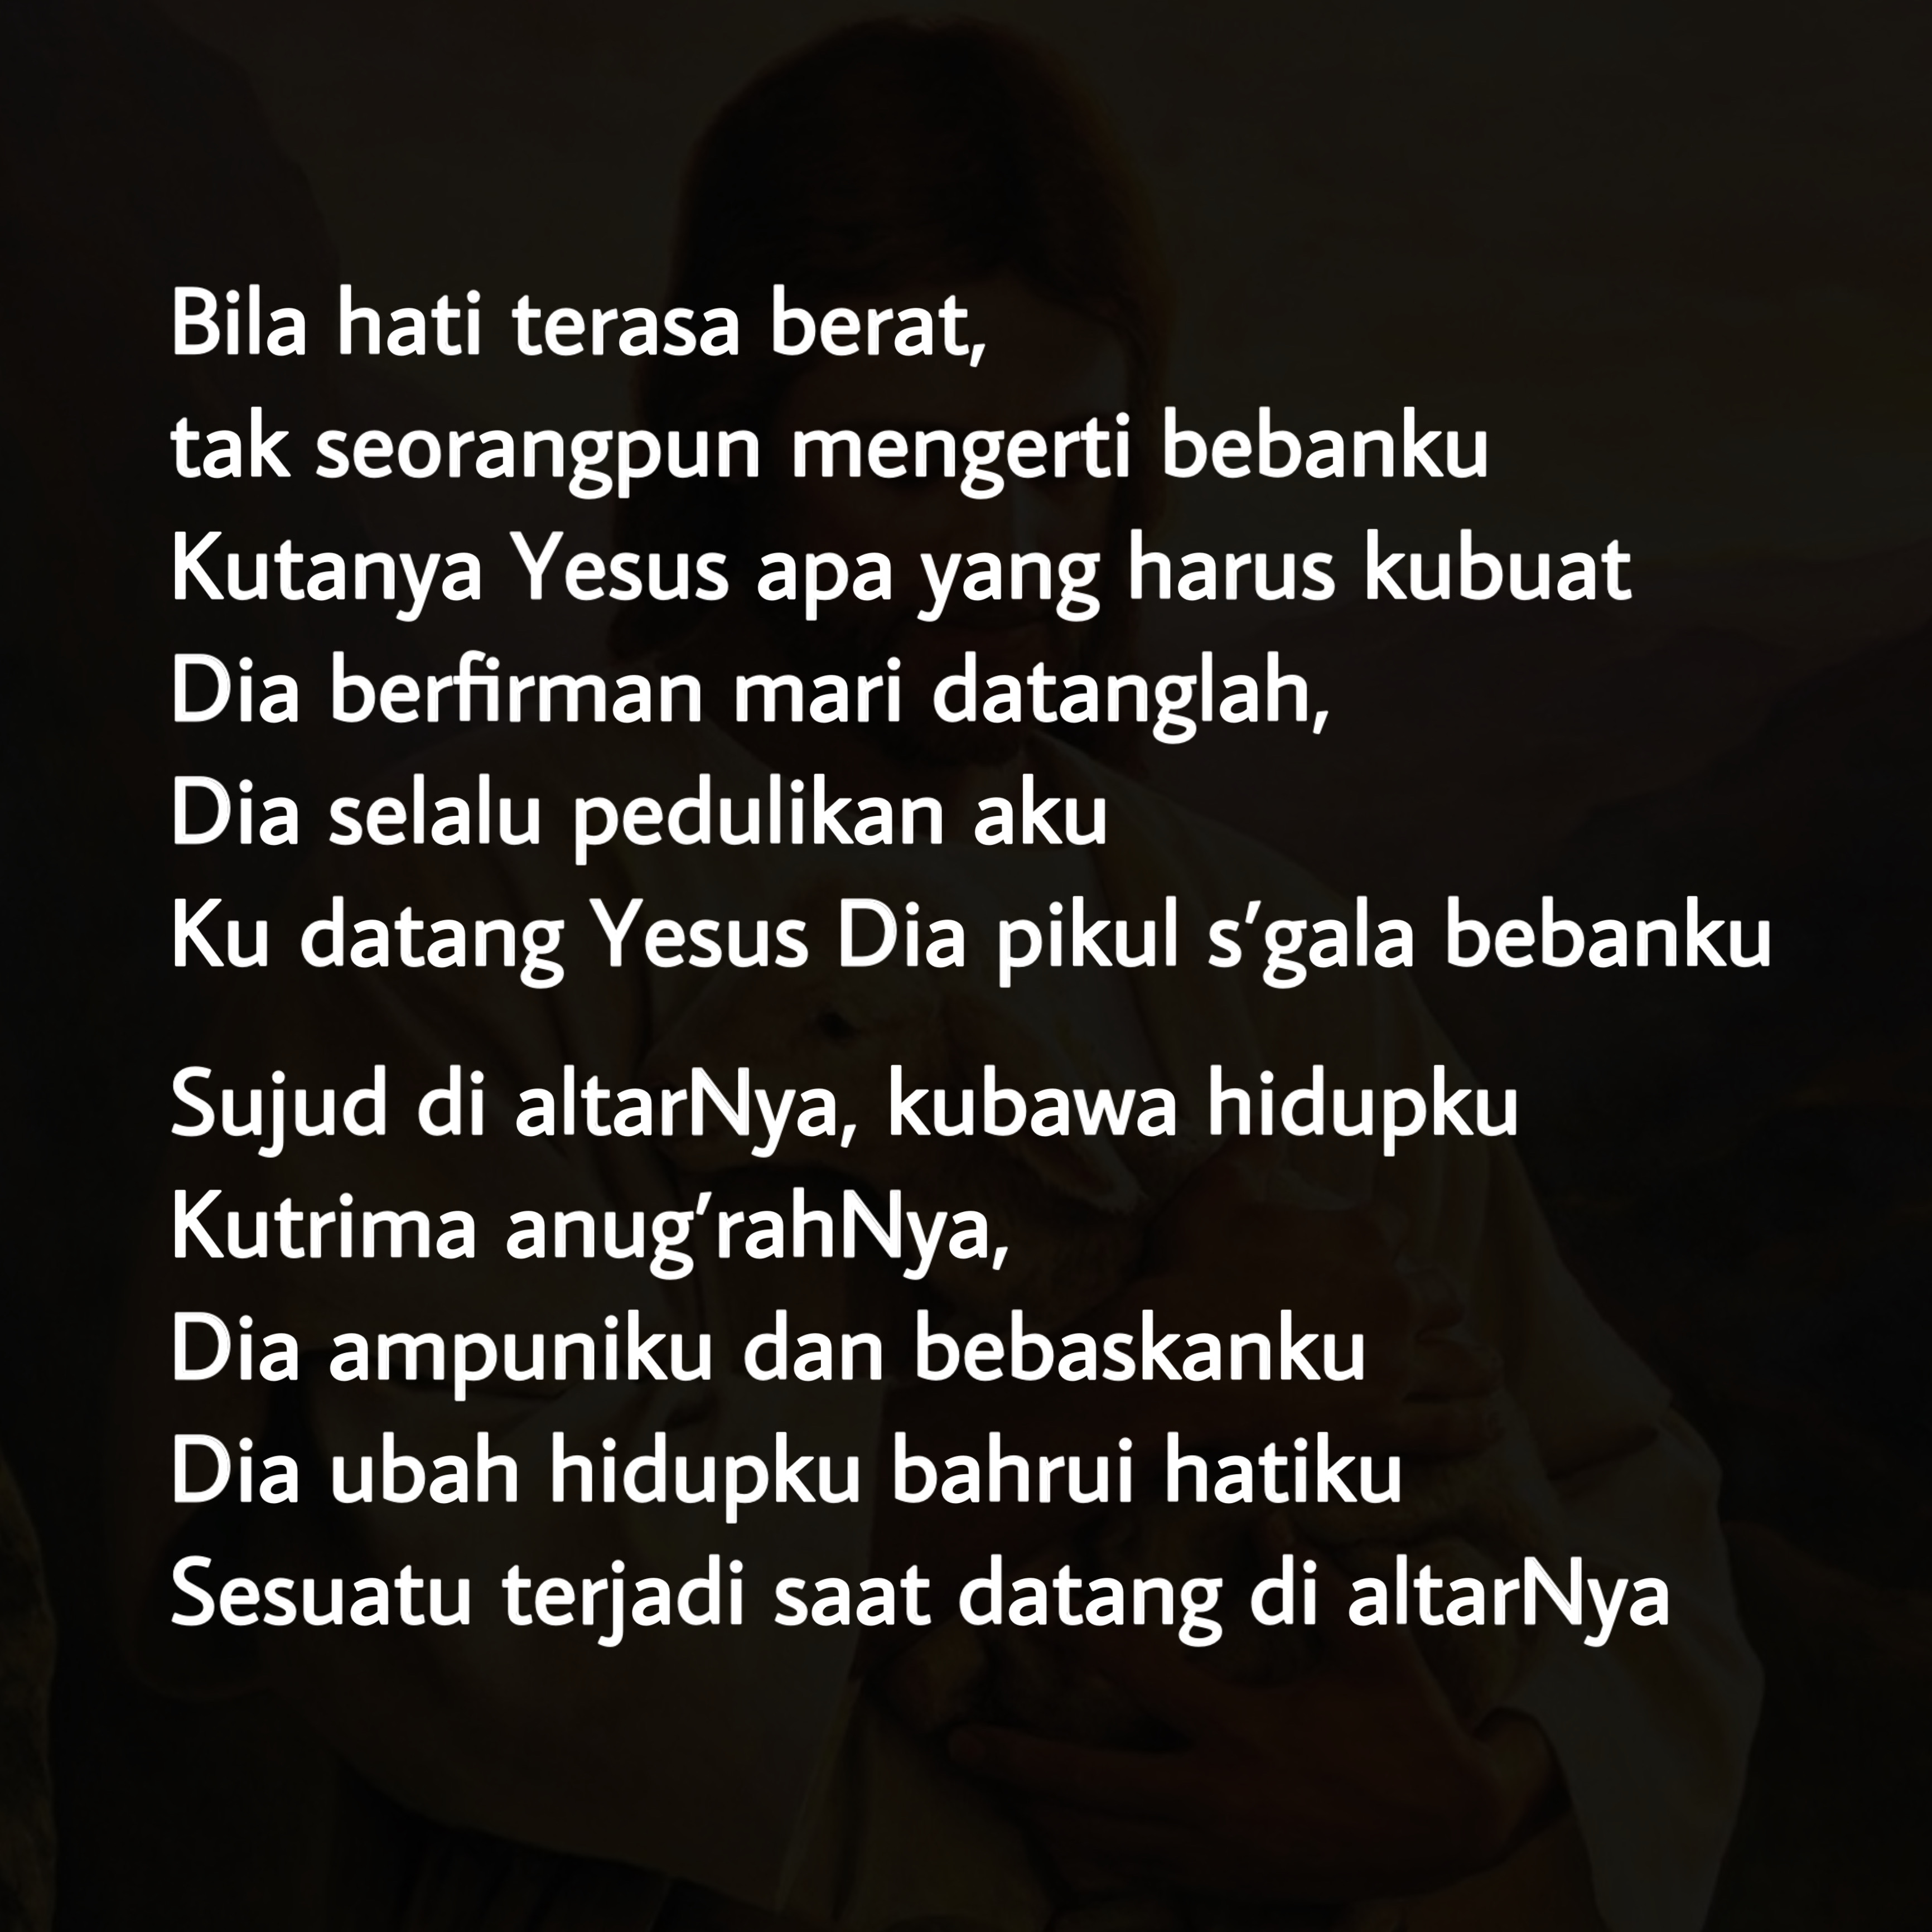 Bila hati terasa berat,
tak seorangpun mengerti bebanku
Kutanya Yesus apa yang harus kubuat
Dia berfirman mari datanglah,
Dia selalu pedulikan aku
Ku datang Yesus Dia pikul s'gala bebanku
Sujud di altarNya, kubawa hidupku
Kutrima anug'rahNya,
Dia ampuniku dan bebaskanku
Dia ubah hidupku bahrui hatiku
Sesuatu terjadi saat datang di altarNya